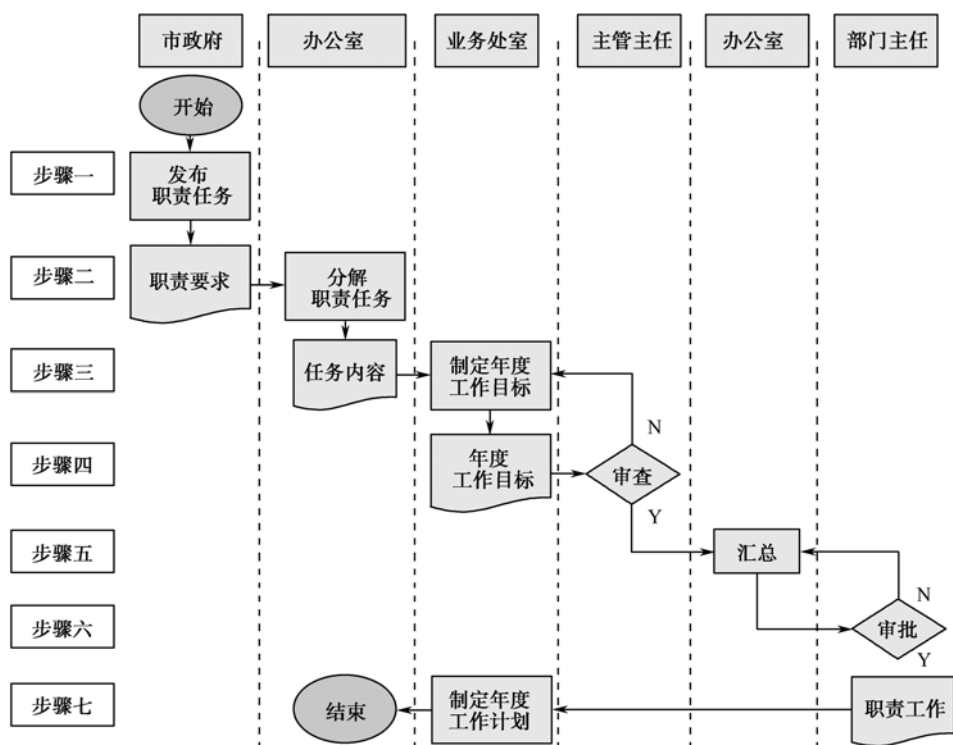 市政府
办公室
业务处室
主管主任
办公室
部门主任
开始
步骤一
发布
职责任务
步骤二
职责要求
分解
职责任务
步骤三
任务内容
制定年度
工作目标
N
步骤四
年度
工作目标
审查
Y
步骤五
汇总
N
步骤六
审批
Y
步骤七
结束
制定年度
工作计划
职责工作